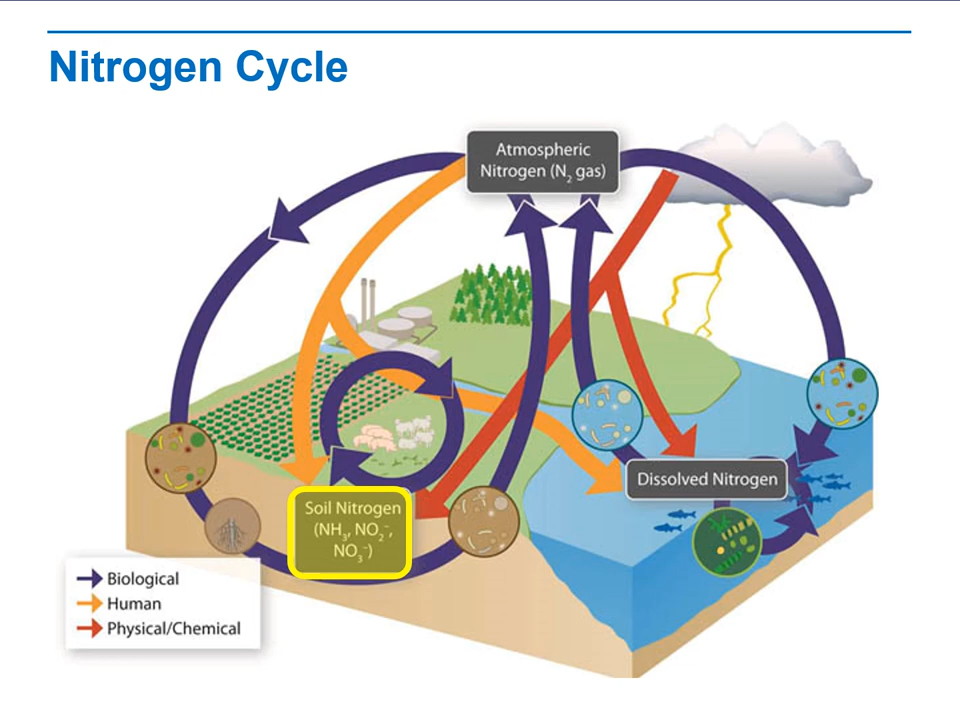 Nitrogen Cycle
Atmospheric
Nitrogen (N₂ gas)
Dissolved Nitrogen
Soil Nitrogen
(NH₃, NO₂⁻,
NO₃⁻)
Biological
Human
Physical/Chemical